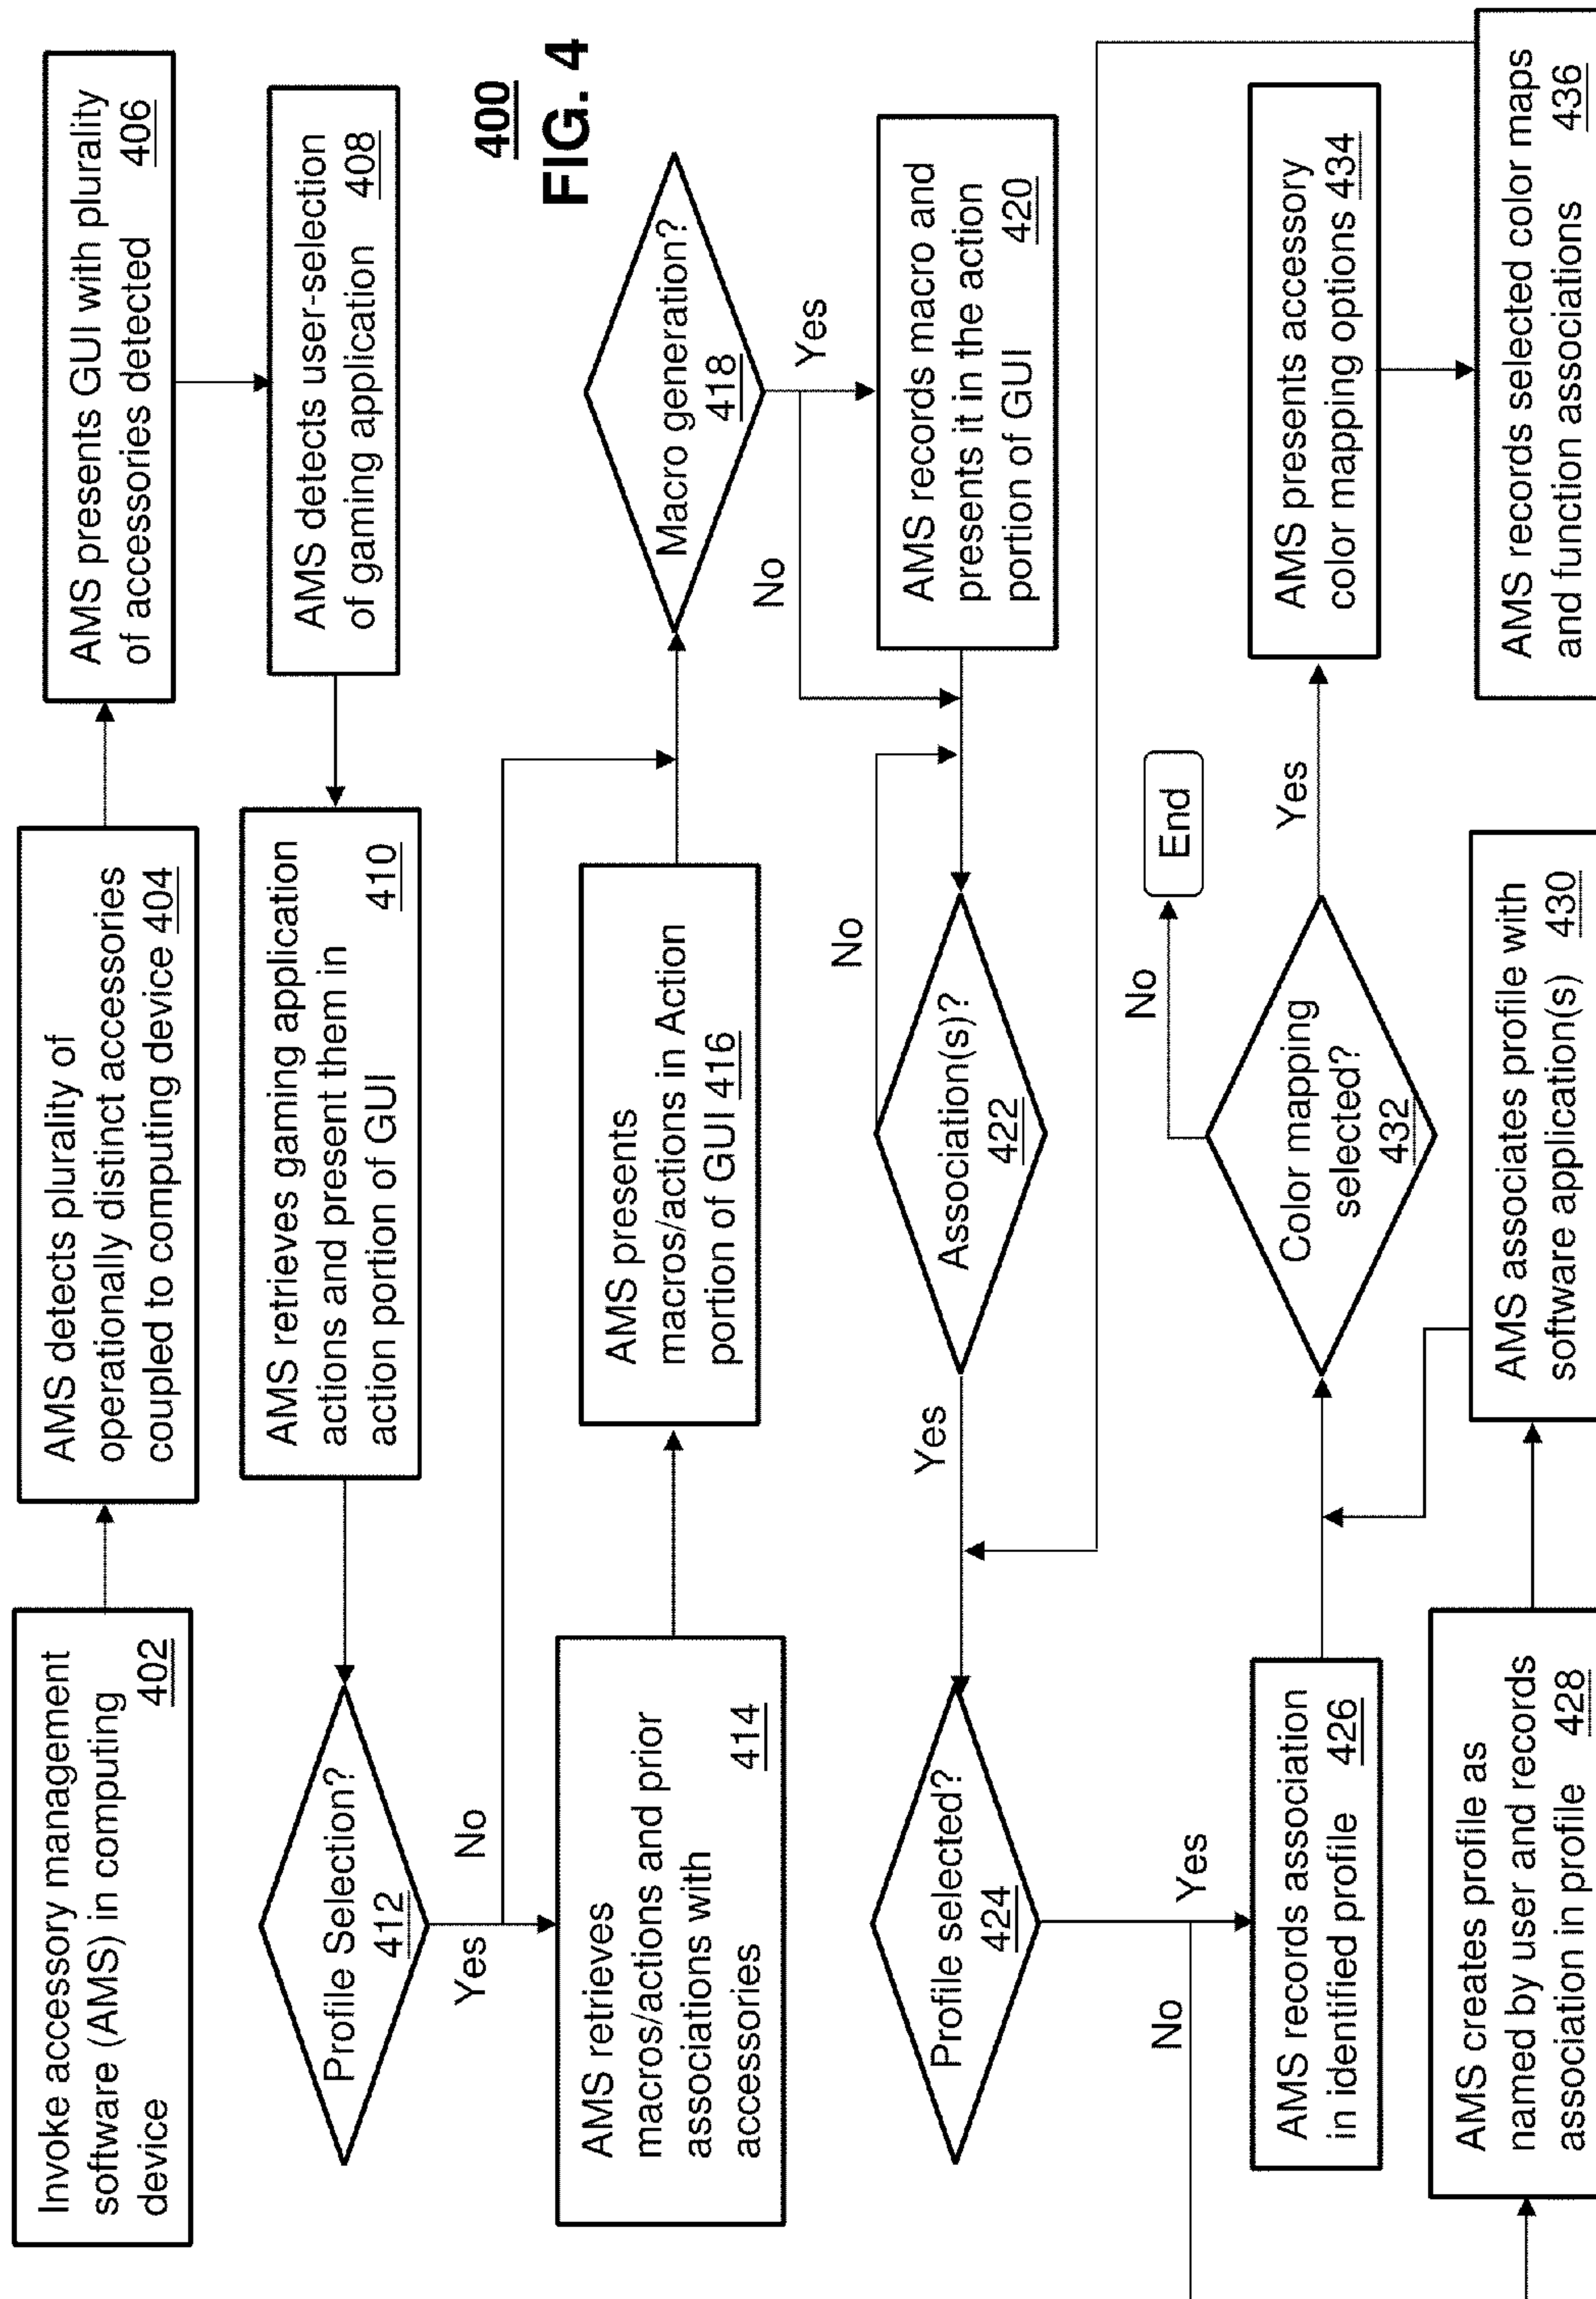 400
FIG. 4
Invoke accessory management
software (AMS) in computing
device 402
AMS detects plurality of
operationally distinct accessories
coupled to computing device 404
AMS presents GUI with plurality
of accessories detected 406
AMS detects user-selection
of gaming application 408
AMS retrieves gaming application
actions and present them in
action portion of GUI 410
Profile Selection?
412
No
Yes
AMS retrieves
macros/actions and prior
associations with
accessories 414
AMS presents
macros/actions in Action
portion of GUI 416
Macro generation?
418
No
Yes
AMS records macro and
presents it in the action
portion of GUI 420
Association(s)?
422
No
Yes
Profile selected?
424
No
Yes
AMS records association
in identified profile 426
AMS creates profile as
named by user and records
association in profile 428
AMS associates profile with
software application(s) 430
Color mapping
selected?
432
No
End
Yes
AMS presents accessory
color mapping options 434
AMS records selected color maps
and function associations 436